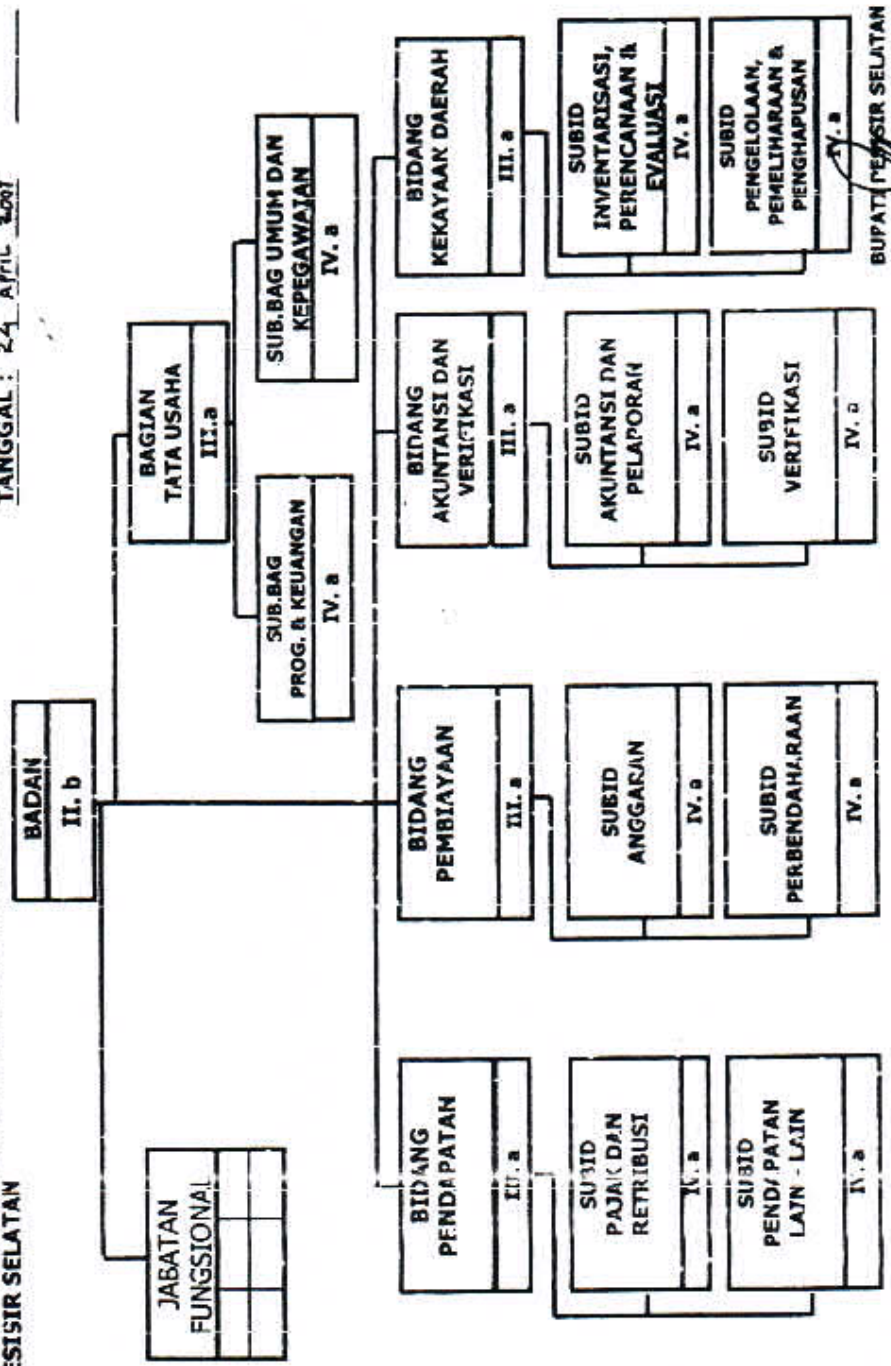 ESISIR SELATAN
TANGGAL : 24 April 2007
BADAN
II. b
JABATAN
FUNGSIONAL
BAGIAN
TATA USAHA
III.a
SUB.BAG
PROG. & KEUANGAN
IV. a
SUB.BAG UMUM DAN
KEPEGAWAIAN
IV. a
BIDANG
PENDAPATAN
III. a
BIDANG
PEMBIAYAAN
III. a
BIDANG
AKUNTANSI DAN
VERIFIKASI
III. a
BIDANG
KEKAYAAK DAERAH
III. a
SUBID
PAJAK DAN
RETRIBUSI
IV. a
SUBID
ANGGARAN
IV. a
SUBID
AKUNTANSI DAN
PELAPORAN
IV. a
SUBID
INVENTARISASI,
PERENCANAAN &
EVALUASI
IV. a
SUBID
PENDAPATAN
LAIN - LAIN
IV. a
SUBID
PERBENDAHARAAN
IV. a
SUBID
VERIFIKASI
IV. a
SUBID
PENGELOLAAN,
PEMELIHARAAN &
PENGHAPUSAN
IV. a
BUPATI PESISIR SELATAN